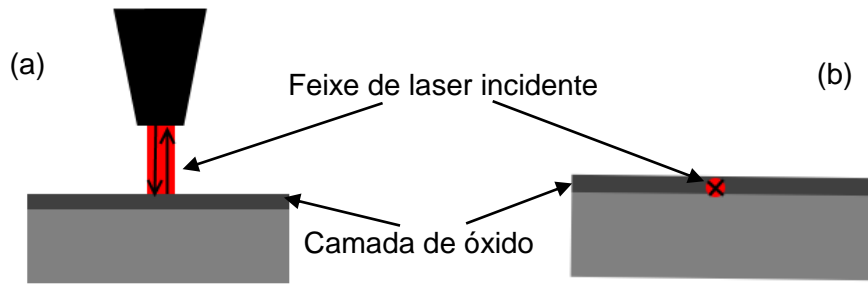 (a)
Feixe de laser incidente
(b)
Camada de óxido